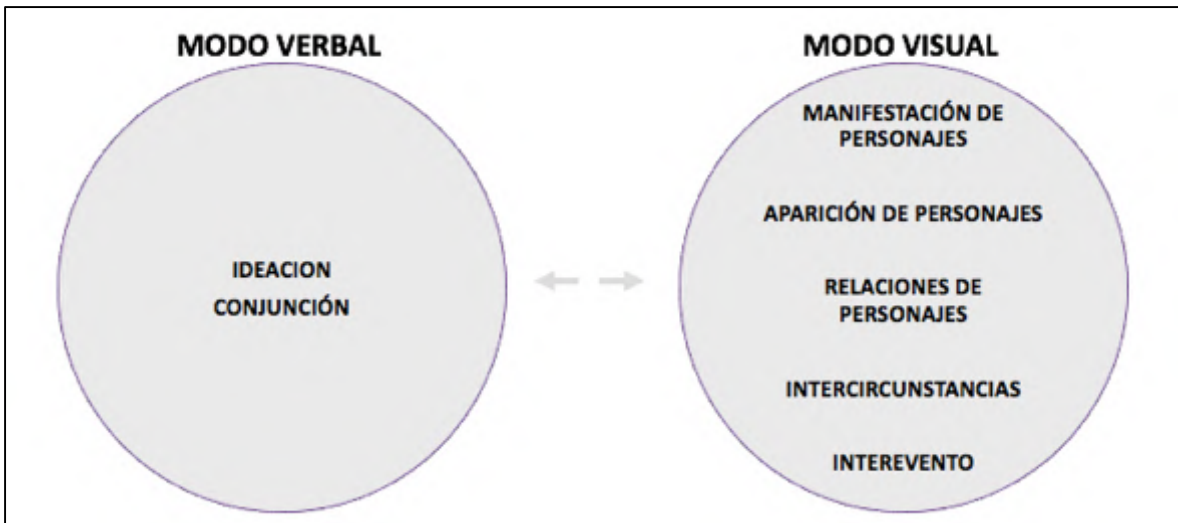 MODO VERBAL
IDEACION
CONJUNCIÓN
MODO VISUAL
MANIFESTACIÓN DE
PERSONAJES
APARICIÓN DE PERSONAJES
RELACIONES DE
PERSONAJES
INTERCIRCUNSTANCIAS
INTEREVENTO